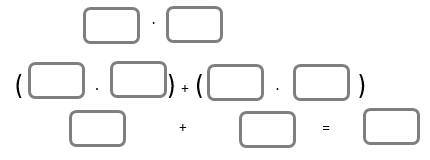 ·
( · ) + ( · )
+ =